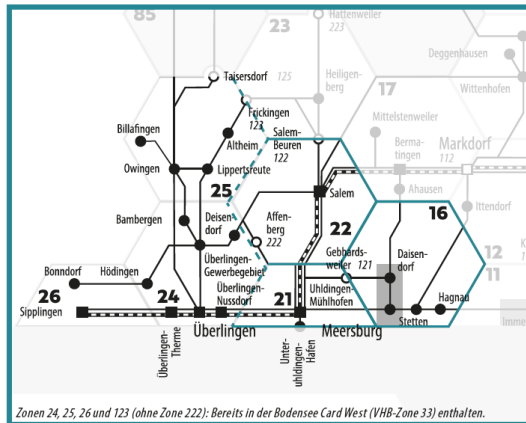 85
Hattenweiler
223
23
Deggenhausen
Taisersdorf 125
Heiligen-
berg
17
Wittenhofen
Frickingen
123
Mittelstenweiler
Billafingen
Salem-
Beuren
122
Altheim
Berma-
tingen
Markdorf
112
Owingen
Lippertsreute
25
Salem
Ahausen
16
Ittendorf
Bambergen
Deisen-
dorf
Affen-
berg
222
22
Gebhards-
weiler 121
Daisen-
dorf
12
11
Bonndorf
Hödingen
Überlingen-
Gewerbegebiet
26
24
Überlingen-
Nussdorf
21
Uhldingen-
Mühlhofen
Hagnau
Sipplingen
Überlingen-
Therme
Überlingen
Unter-
uhldingen-
Hafen
Meersburg
Stetten
Imme
Zonen 24, 25, 26 und 123 (ohne Zone 222): Bereits in der Bodensee Card West (VHB-Zone 33) enthalten.